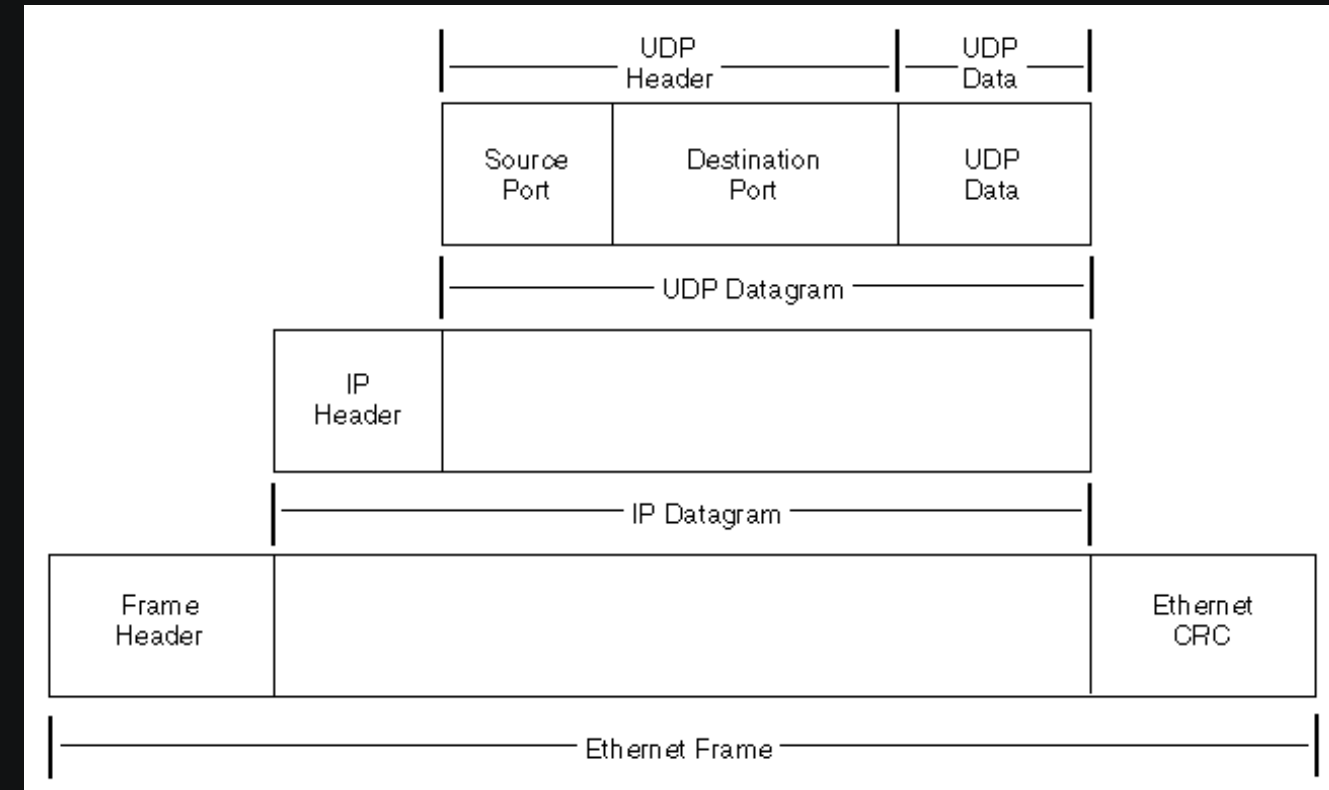 UDP
Header
UDP
Data
Source
Port
Destination
Port
UDP
Data
UDP Datagram
IP
Header
IP Datagram
Frame
Header
Ethernet
CRC
Ethernet Frame